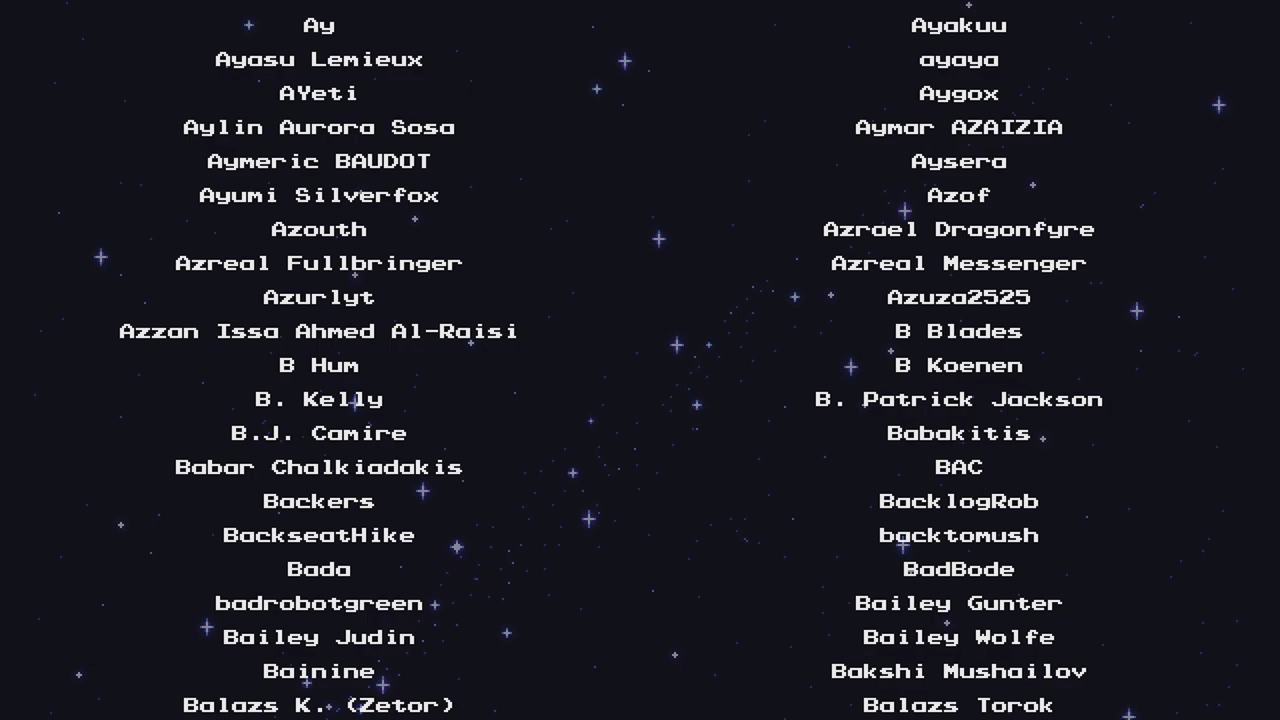 Ay Ayakuu
Ayasu Lemieux ayaya
AYeti Aygox
Aylin Aurora Sosa Aymar AZAIZIA
Aymeric BAUDOT Aysera
Ayumi Silverfox Azof
Azouth Azrael Dragonfyre
Azreal Fullbringer Azreal Messenger
Azurlyt Azuza2525
Azzan Issa Ahmed Al-Raisi B Blades
B Hum B Koenen
B. Kelly B. Patrick Jackson
B.J. Camire Babakitis
Babar Chalkiadakis BAC
Backers BacklogRob
BackseatHike backtomush
Bada BadBode
badrobotgreen Bailey Gunter
Bailey Judin Bailey Wolfe
Bainine Bakshi Mushailov
Balazs K. (Zetor) Balazs Torok